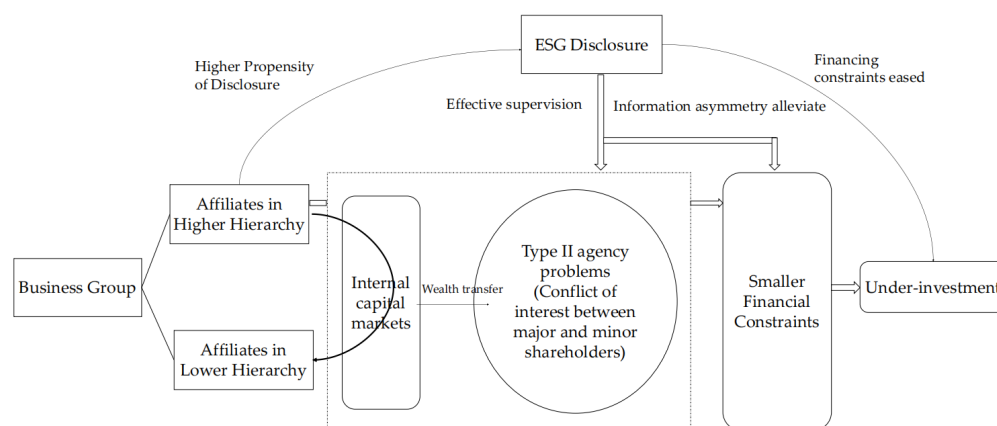 ESG Disclosure
Higher Propensity
of Disclosure
Financing
constraints eased
Effective supervision
Information asymmetry alleviate
Affiliates in
Higher Hierarchy
Business Group
Affiliates in
Lower Hierarchy
Internal
capital
markets
Wealth transfer
Type II agency
problems
(Conflict of
interest between
major and minor
shareholders)
Smaller
Financial
Constraints
Under-investment